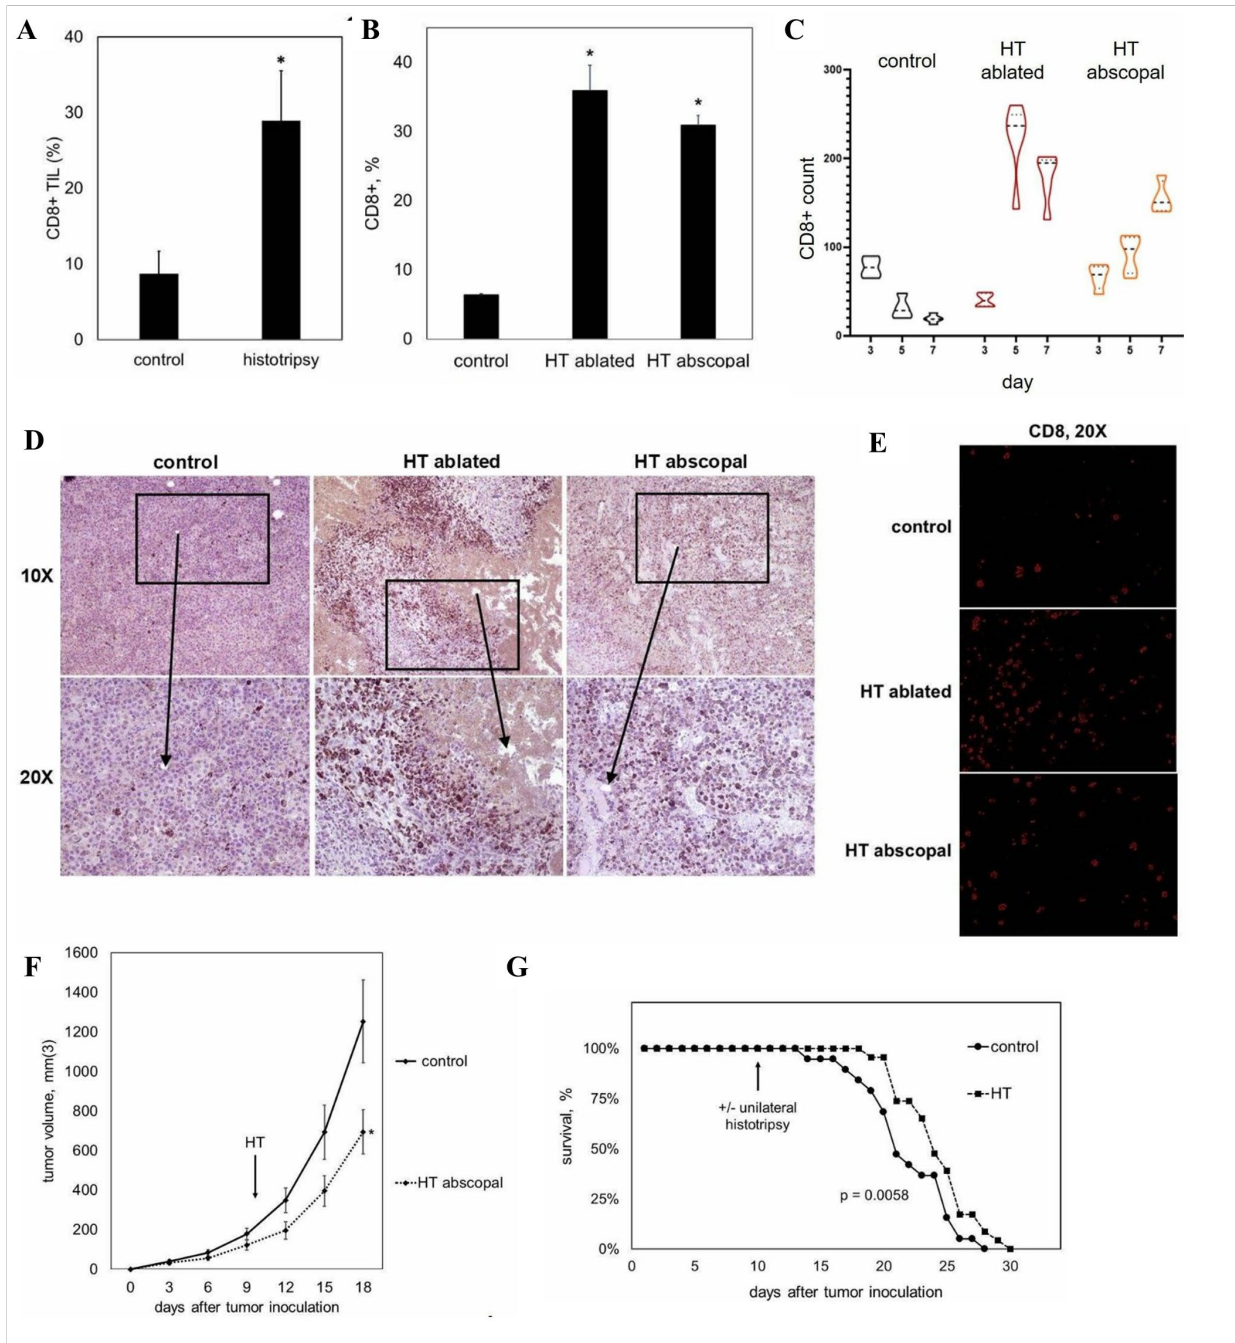 A
CD8+ TIL (%)
40
30
20
10
0
*
control
histotripsy
B
CD8+, %
40
30
20
10
0
*
*
control
HT ablated
HT abscopal
C
control
HT
ablated
HT
abscopal
CD8+ count
300
200
100
0
3
5
7
3
5
7
3
5
7
day
D
control
HT ablated
HT abscopal
10X
20X
E
CD8, 20X
control
HT ablated
HT abscopal
F
tumor volume, mm(3)
1600
1400
1200
1000
800
600
400
200
0
HT
*
control
HT abscopal
0
3
6
9
12
15
18
days after tumor inoculation
G
survival, %
100%
75%
50%
25%
0%
control
HT
+/- unilateral
histotripsy
p = 0.0058
0
5
10
15
20
25
30
days after tumor inoculation